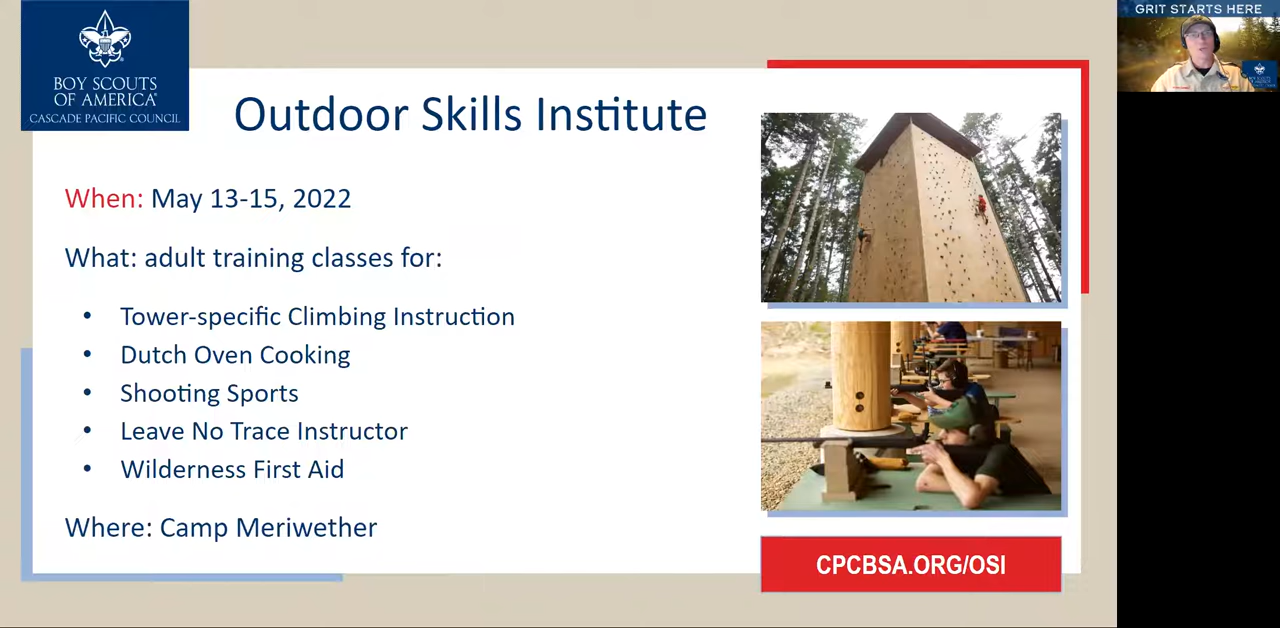 BOY SCOUTS
OF AMERICA®
CASCADE PACIFIC COUNCIL
GRIT STARTS HERE
Outdoor Skills Institute
When: May 13-15, 2022
What: adult training classes for:
• Tower-specific Climbing Instruction
• Dutch Oven Cooking
• Shooting Sports
• Leave No Trace Instructor
• Wilderness First Aid
Where: Camp Meriwether
CPCBSA.ORG/OSI